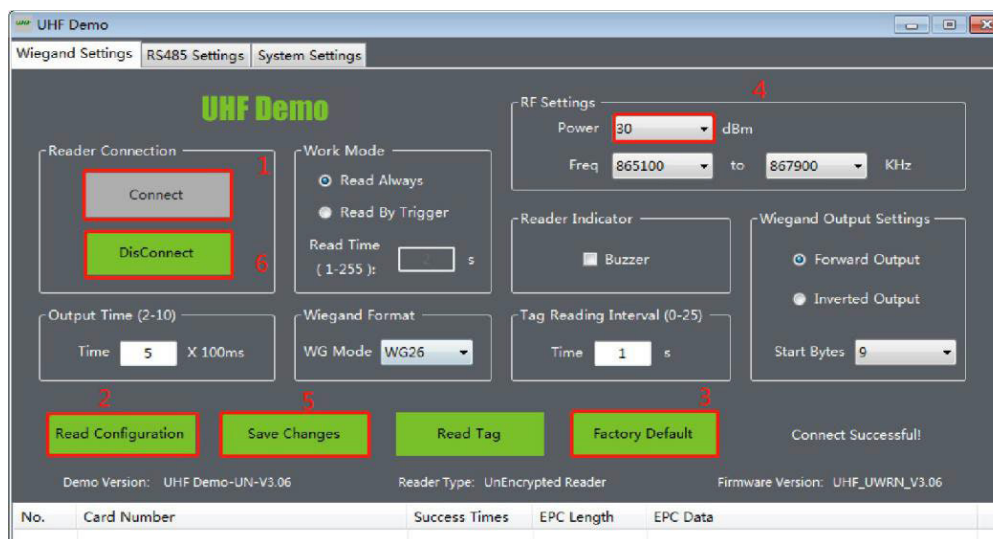 UHF Demo
Wiegand Settings RS485 Settings System Settings
UHF Demo
RF Settings 4
Power 30 dBm
Freq 865100 to 867900 KHz
Reader Connection 1
Connect
DisConnect 6
Work Mode
Read Always
Read By Trigger
Read Time
( 1-255 ): 2 s
Reader Indicator
Buzzer
Wiegand Output Settings
Forward Output
Inverted Output
Start Bytes 9
Output Time (2-10)
Time 5 X 100ms
Wiegand Format
WG Mode WG26
Tag Reading Interval (0-25)
Time 1 s
2 5 3
Read Configuration Save Changes Read Tag Factory Default Connect Successful!
Demo Version: UHF Demo-UN-V3.06 Reader Type: UnEncrypted Reader Firmware Version: UHF_UWRN_V3.06
No. Card Number Success Times EPC Length EPC Data